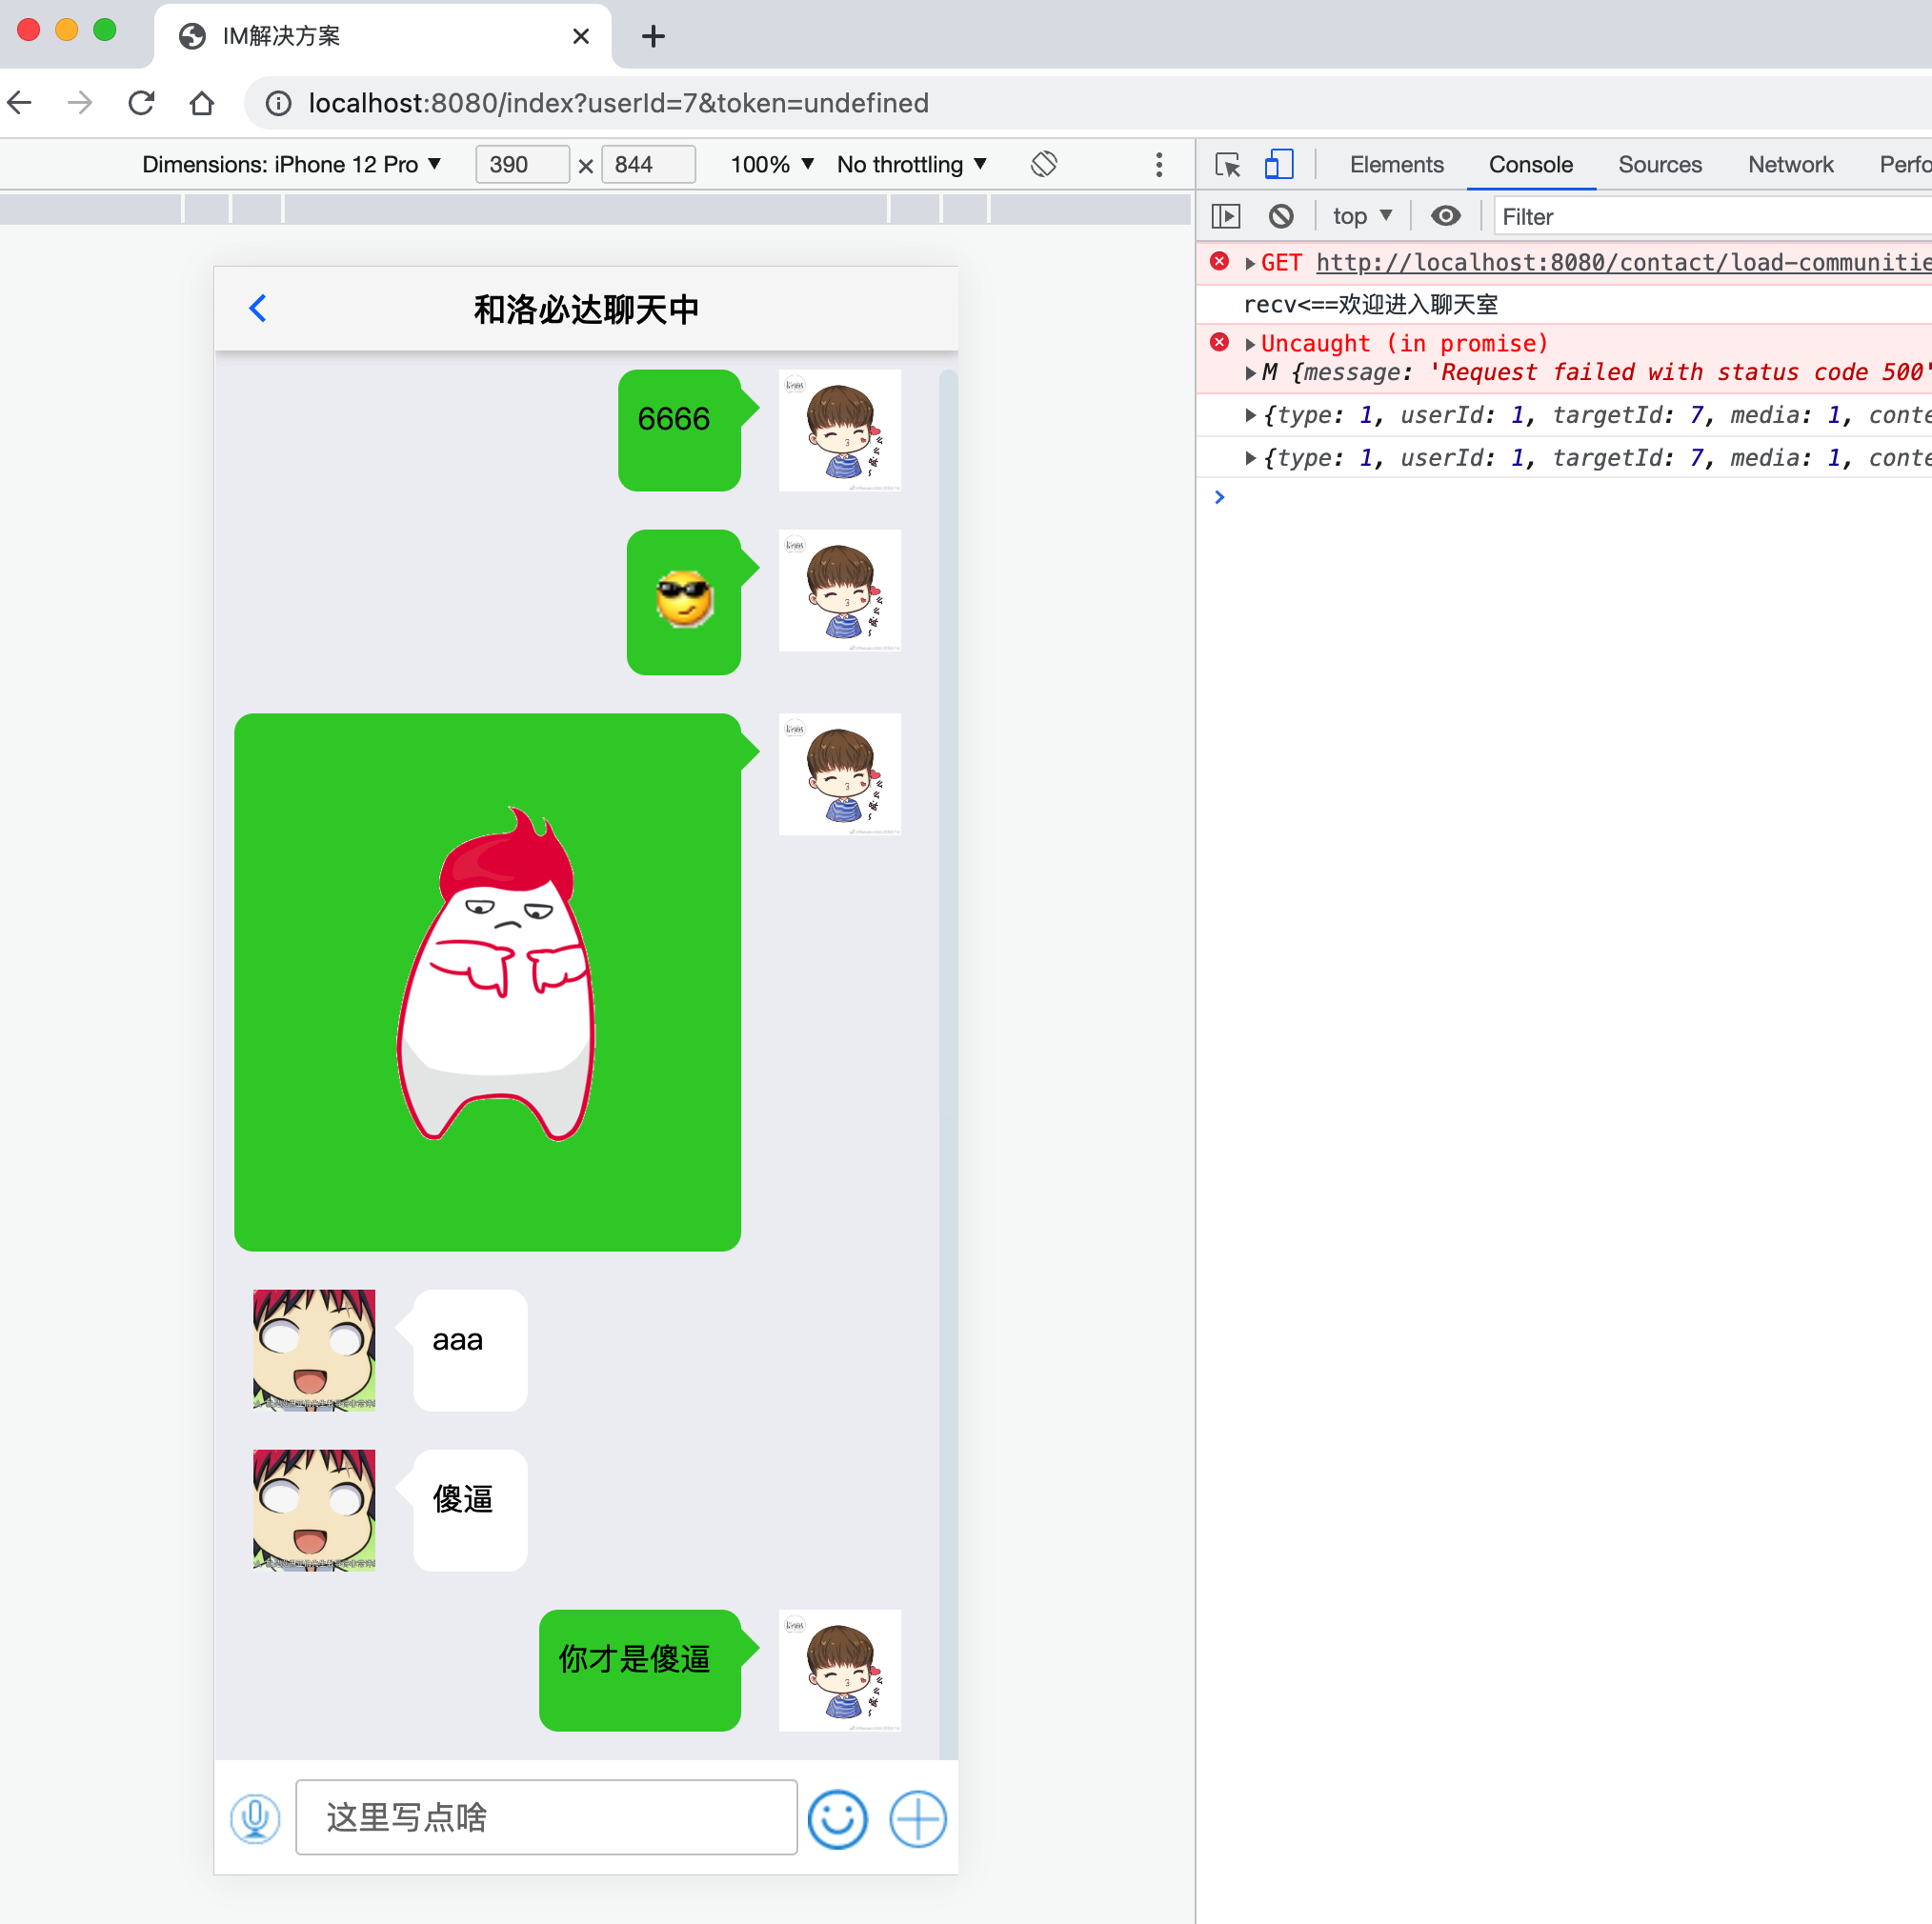 IM解决方案
localhost:8080/index?userId=7&token=undefined
Dimensions: iPhone 12 Pro ▼ 390 × 844 100% ▼ No throttling ▼
Elements Console Sources Network Perfo
top ▼ Filter
GET http://localhost:8080/contact/load-communitie
recv<==欢迎进入聊天室
Uncaught (in promise)
M {message: 'Request failed with status code 500'
{type: 1, userId: 1, targetId: 7, media: 1, conte
{type: 1, userId: 1, targetId: 7, media: 1, conte
和洛必达聊天中
6666
aaa
傻逼
你才是傻逼
这里写点啥